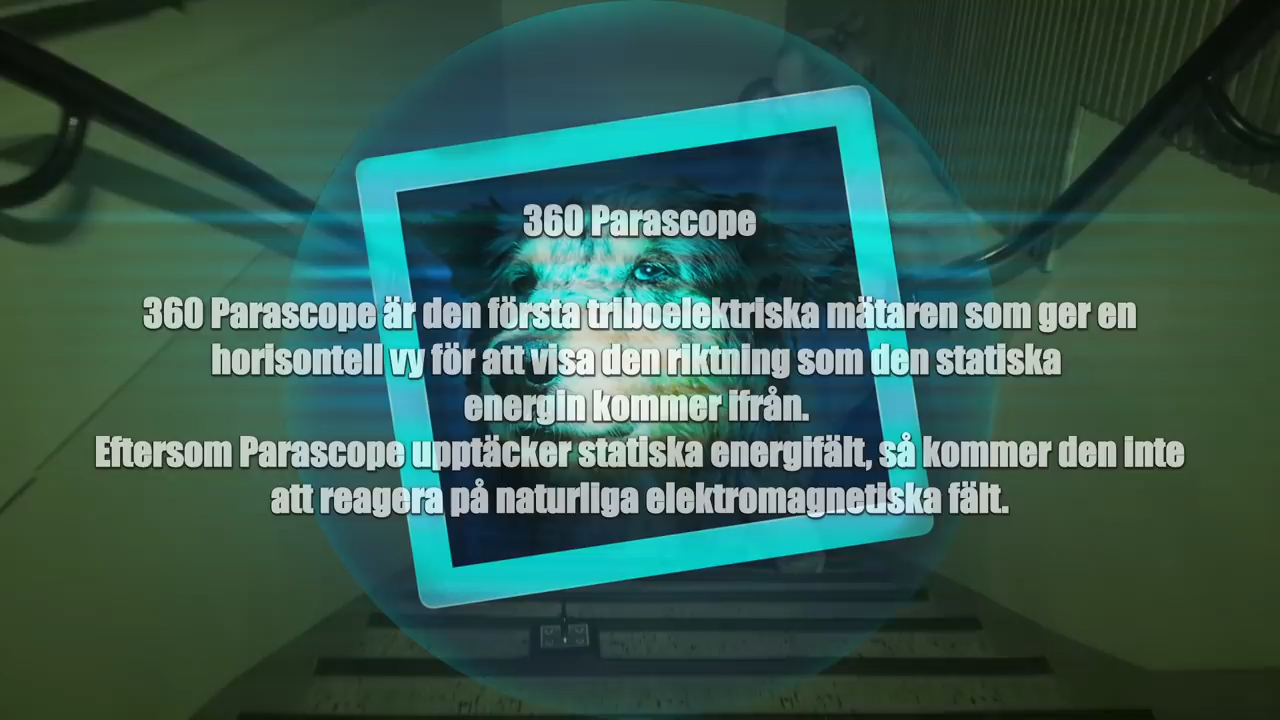 360 Parascope
360 Parascope är den första triboelektriska mätaren som ger en
horisontell vy för att visa den riktning som den statiska
energin kommer ifrån.
Eftersom Parascope upptäcker statiska energifält, så kommer den inte
att reagera på naturliga elektromagnetiska fält.